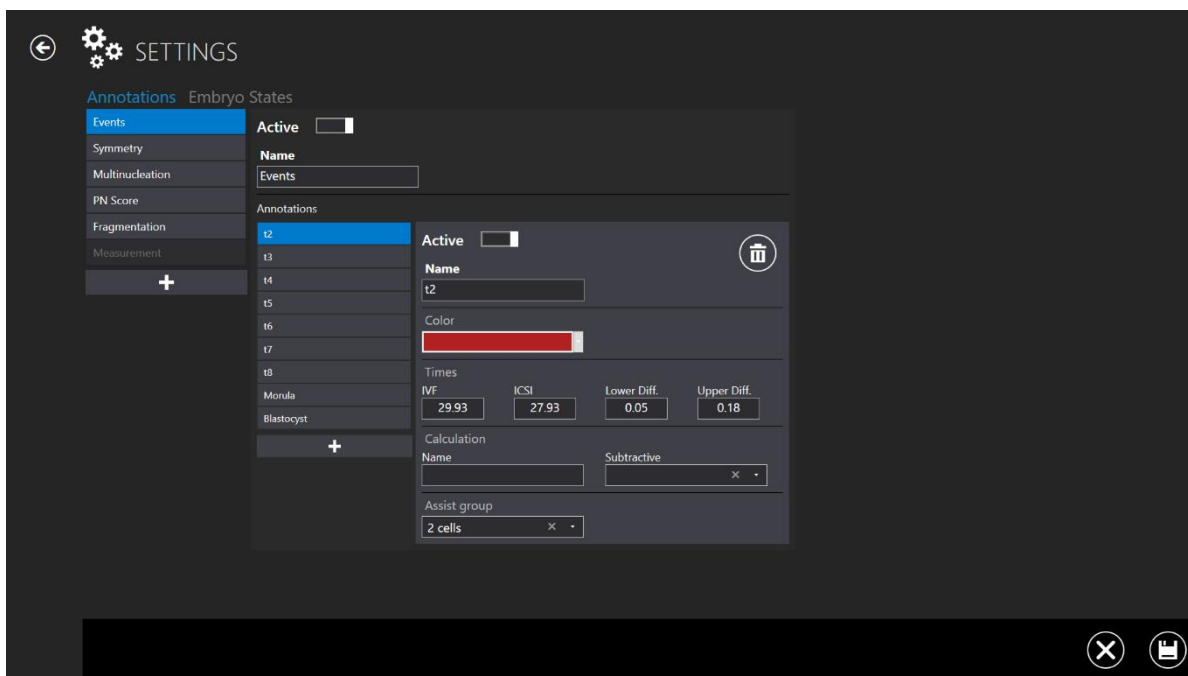 SETTINGS
Annotations Embryo States
Events
Symmetry
Multinucleation
PN Score
Fragmentation
Measurement
Active
Name
Events
Annotations
t2
t3
t4
t5
t6
t7
t8
Morula
Blastocyst
Active
Name
t2
Color
Times
IVF ICSI Lower Diff. Upper Diff.
29.93 27.93 0.05 0.18
Calculation
Name Subtractive
Assist group
2 cells